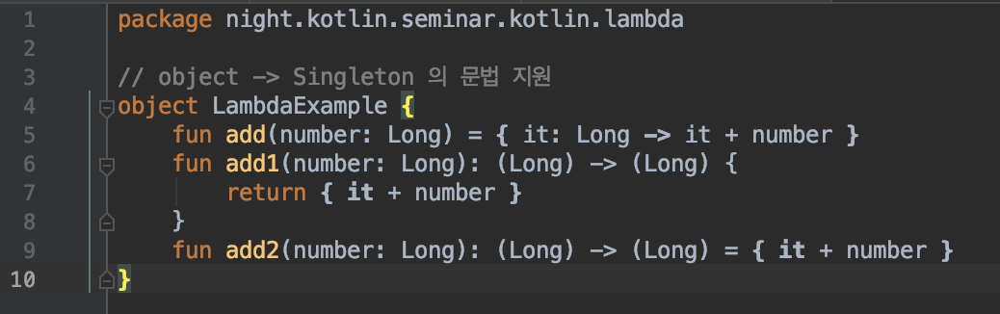 1 package night.kotlin.seminar.kotlin.lambda
2
3 // object -> Singleton 의 문법 지원
4 object LambdaExample {
5     fun add(number: Long) = { it: Long -> it + number }
6     fun add1(number: Long): (Long) -> (Long) {
7         return { it + number }
8     }
9     fun add2(number: Long): (Long) -> (Long) = { it + number }
10 }